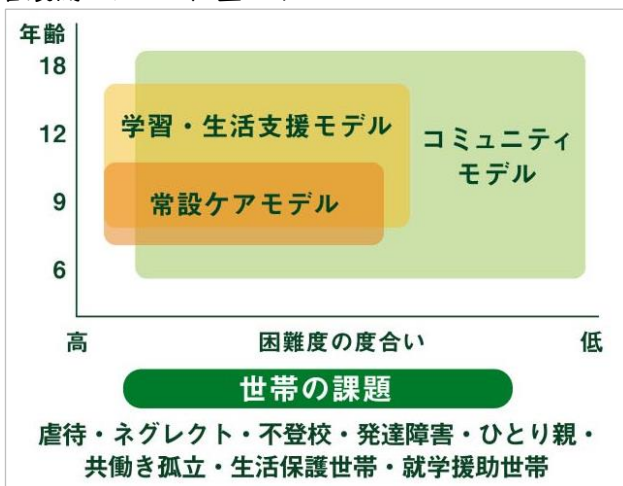 年齢
18
学習・生活支援モデル
12
コミュニティ
モデル
常設ケアモデル
9
6
高
困難度の度合い
低
世帯の課題
虐待・ネグレクト・不登校・発達障害・ひとり親・
共働き孤立・生活保護世帯・就学援助世帯